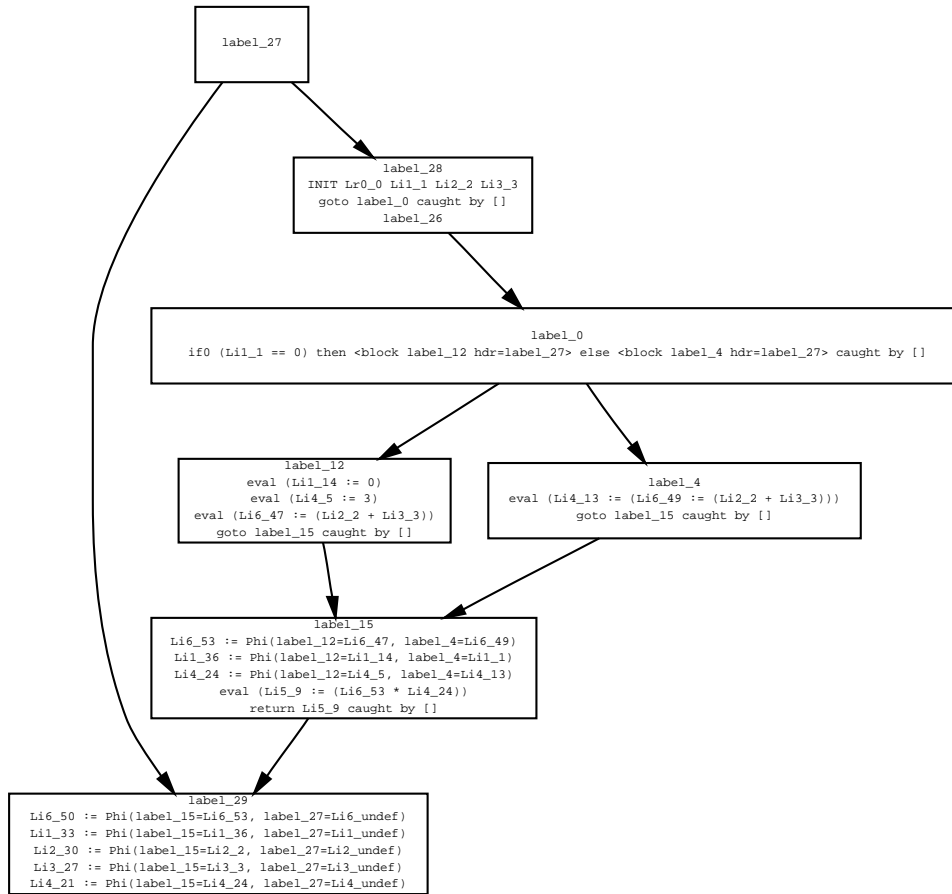 label_27
label_28
INIT Lr0_0 Li1_1 Li2_2 Li3_3
goto label_0 caught by []
label_26
label_0
if0 (Li1_1 == 0) then <block label_12 hdr=label_27> else <block label_4 hdr=label_27> caught by []
label_12
eval (Li1_14 := 0)
eval (Li4_5 := 3)
eval (Li6_47 := (Li2_2 + Li3_3))
goto label_15 caught by []
label_4
eval (Li4_13 := (Li6_49 := (Li2_2 + Li3_3)))
goto label_15 caught by []
label_15
Li6_53 := Phi(label_12=Li6_47, label_4=Li6_49)
Li1_36 := Phi(label_12=Li1_14, label_4=Li1_1)
Li4_24 := Phi(label_12=Li4_5, label_4=Li4_13)
eval (Li5_9 := (Li6_53 * Li4_24))
return Li5_9 caught by []
label_29
Li6_50 := Phi(label_15=Li6_53, label_27=Li6_undef)
Li1_33 := Phi(label_15=Li1_36, label_27=Li1_undef)
Li2_30 := Phi(label_15=Li2_2, label_27=Li2_undef)
Li3_27 := Phi(label_15=Li3_3, label_27=Li3_undef)
Li4_21 := Phi(label_15=Li4_24, label_27=Li4_undef)